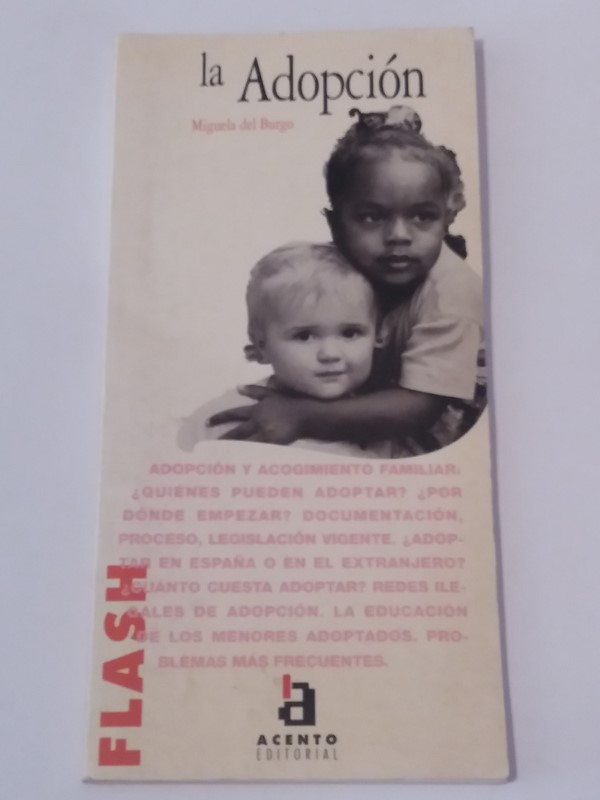 la Adopción
Miguela del Burgo
ADOPCIÓN Y ACOGIMIENTO FAMILIAR.
¿QUIÉNES PUEDEN ADOPTAR? ¿POR
DÓNDE EMPEZAR? DOCUMENTACIÓN,
PROCESO, LEGISLACIÓN VIGENTE. ¿ADOP-
TAR EN ESPAÑA O EN EL EXTRANJERO?
¿CUÁNTO CUESTA ADOPTAR? REDES ILE-
GALES DE ADOPCIÓN. LA EDUCACIÓN
DE LOS MENORES ADOPTADOS. PRO-
BLEMAS MÁS FRECUENTES.
FLASH
a
ACENTO
EDITORIAL